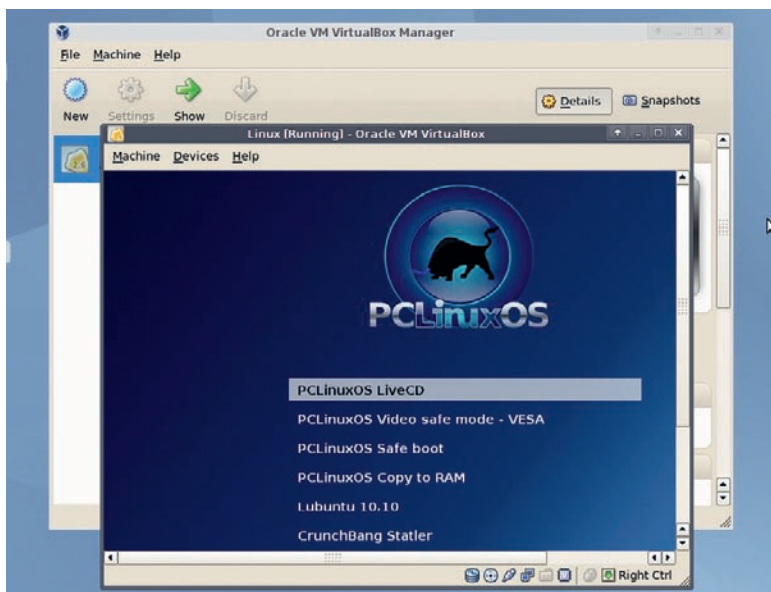 Oracle VM VirtualBox Manager
File Machine Help
New Settings Show Discard Details Snapshots
Linux [Running] - Oracle VM VirtualBox
Machine Devices Help
PCLinuxOS
PCLinuxOS LiveCD
PCLinuxOS Video safe mode - VESA
PCLinuxOS Safe boot
PCLinuxOS Copy to RAM
Lubuntu 10.10
CrunchBang Statler
Right Ctrl